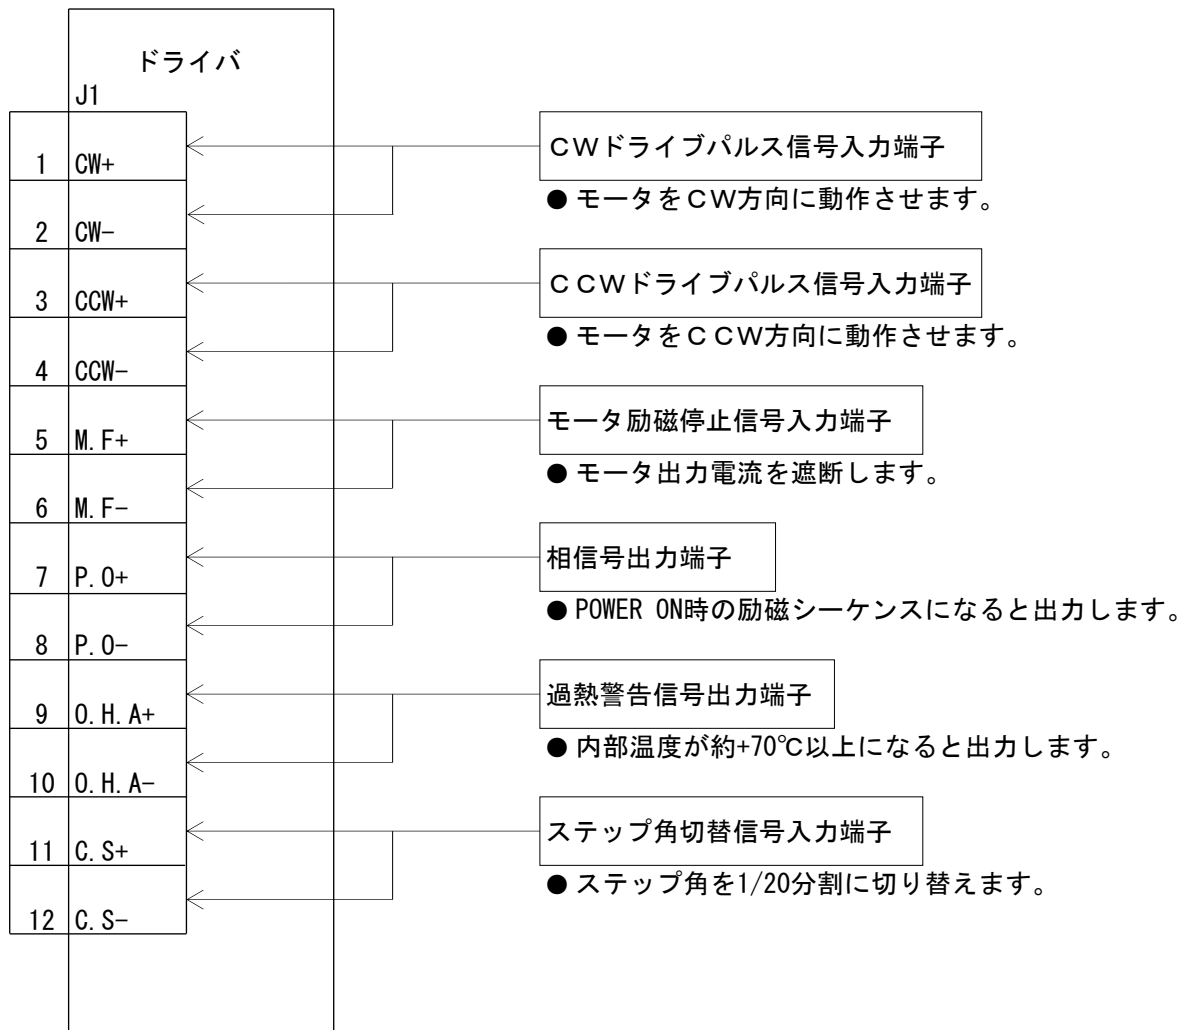 ドライバ
J1
1 CW+
CWドライブパルス信号入力端子
● モータをCW方向に動作させます。
2 CW-
3 CCW+
CCWドライブパルス信号入力端子
● モータをCCW方向に動作させます。
4 CCW-
5 M.F+
モータ励磁停止信号入力端子
● モータ出力電流を遮断します。
6 M.F-
7 P.O+
相信号出力端子
● POWER ON時の励磁シーケンスになると出力します。
8 P.O-
9 O.H.A+
過熱警告信号出力端子
● 内部温度が約+70℃以上になると出力します。
10 O.H.A-
11 C.S+
ステップ角切替信号入力端子
● ステップ角を1/20分割に切り替えます。
12 C.S-